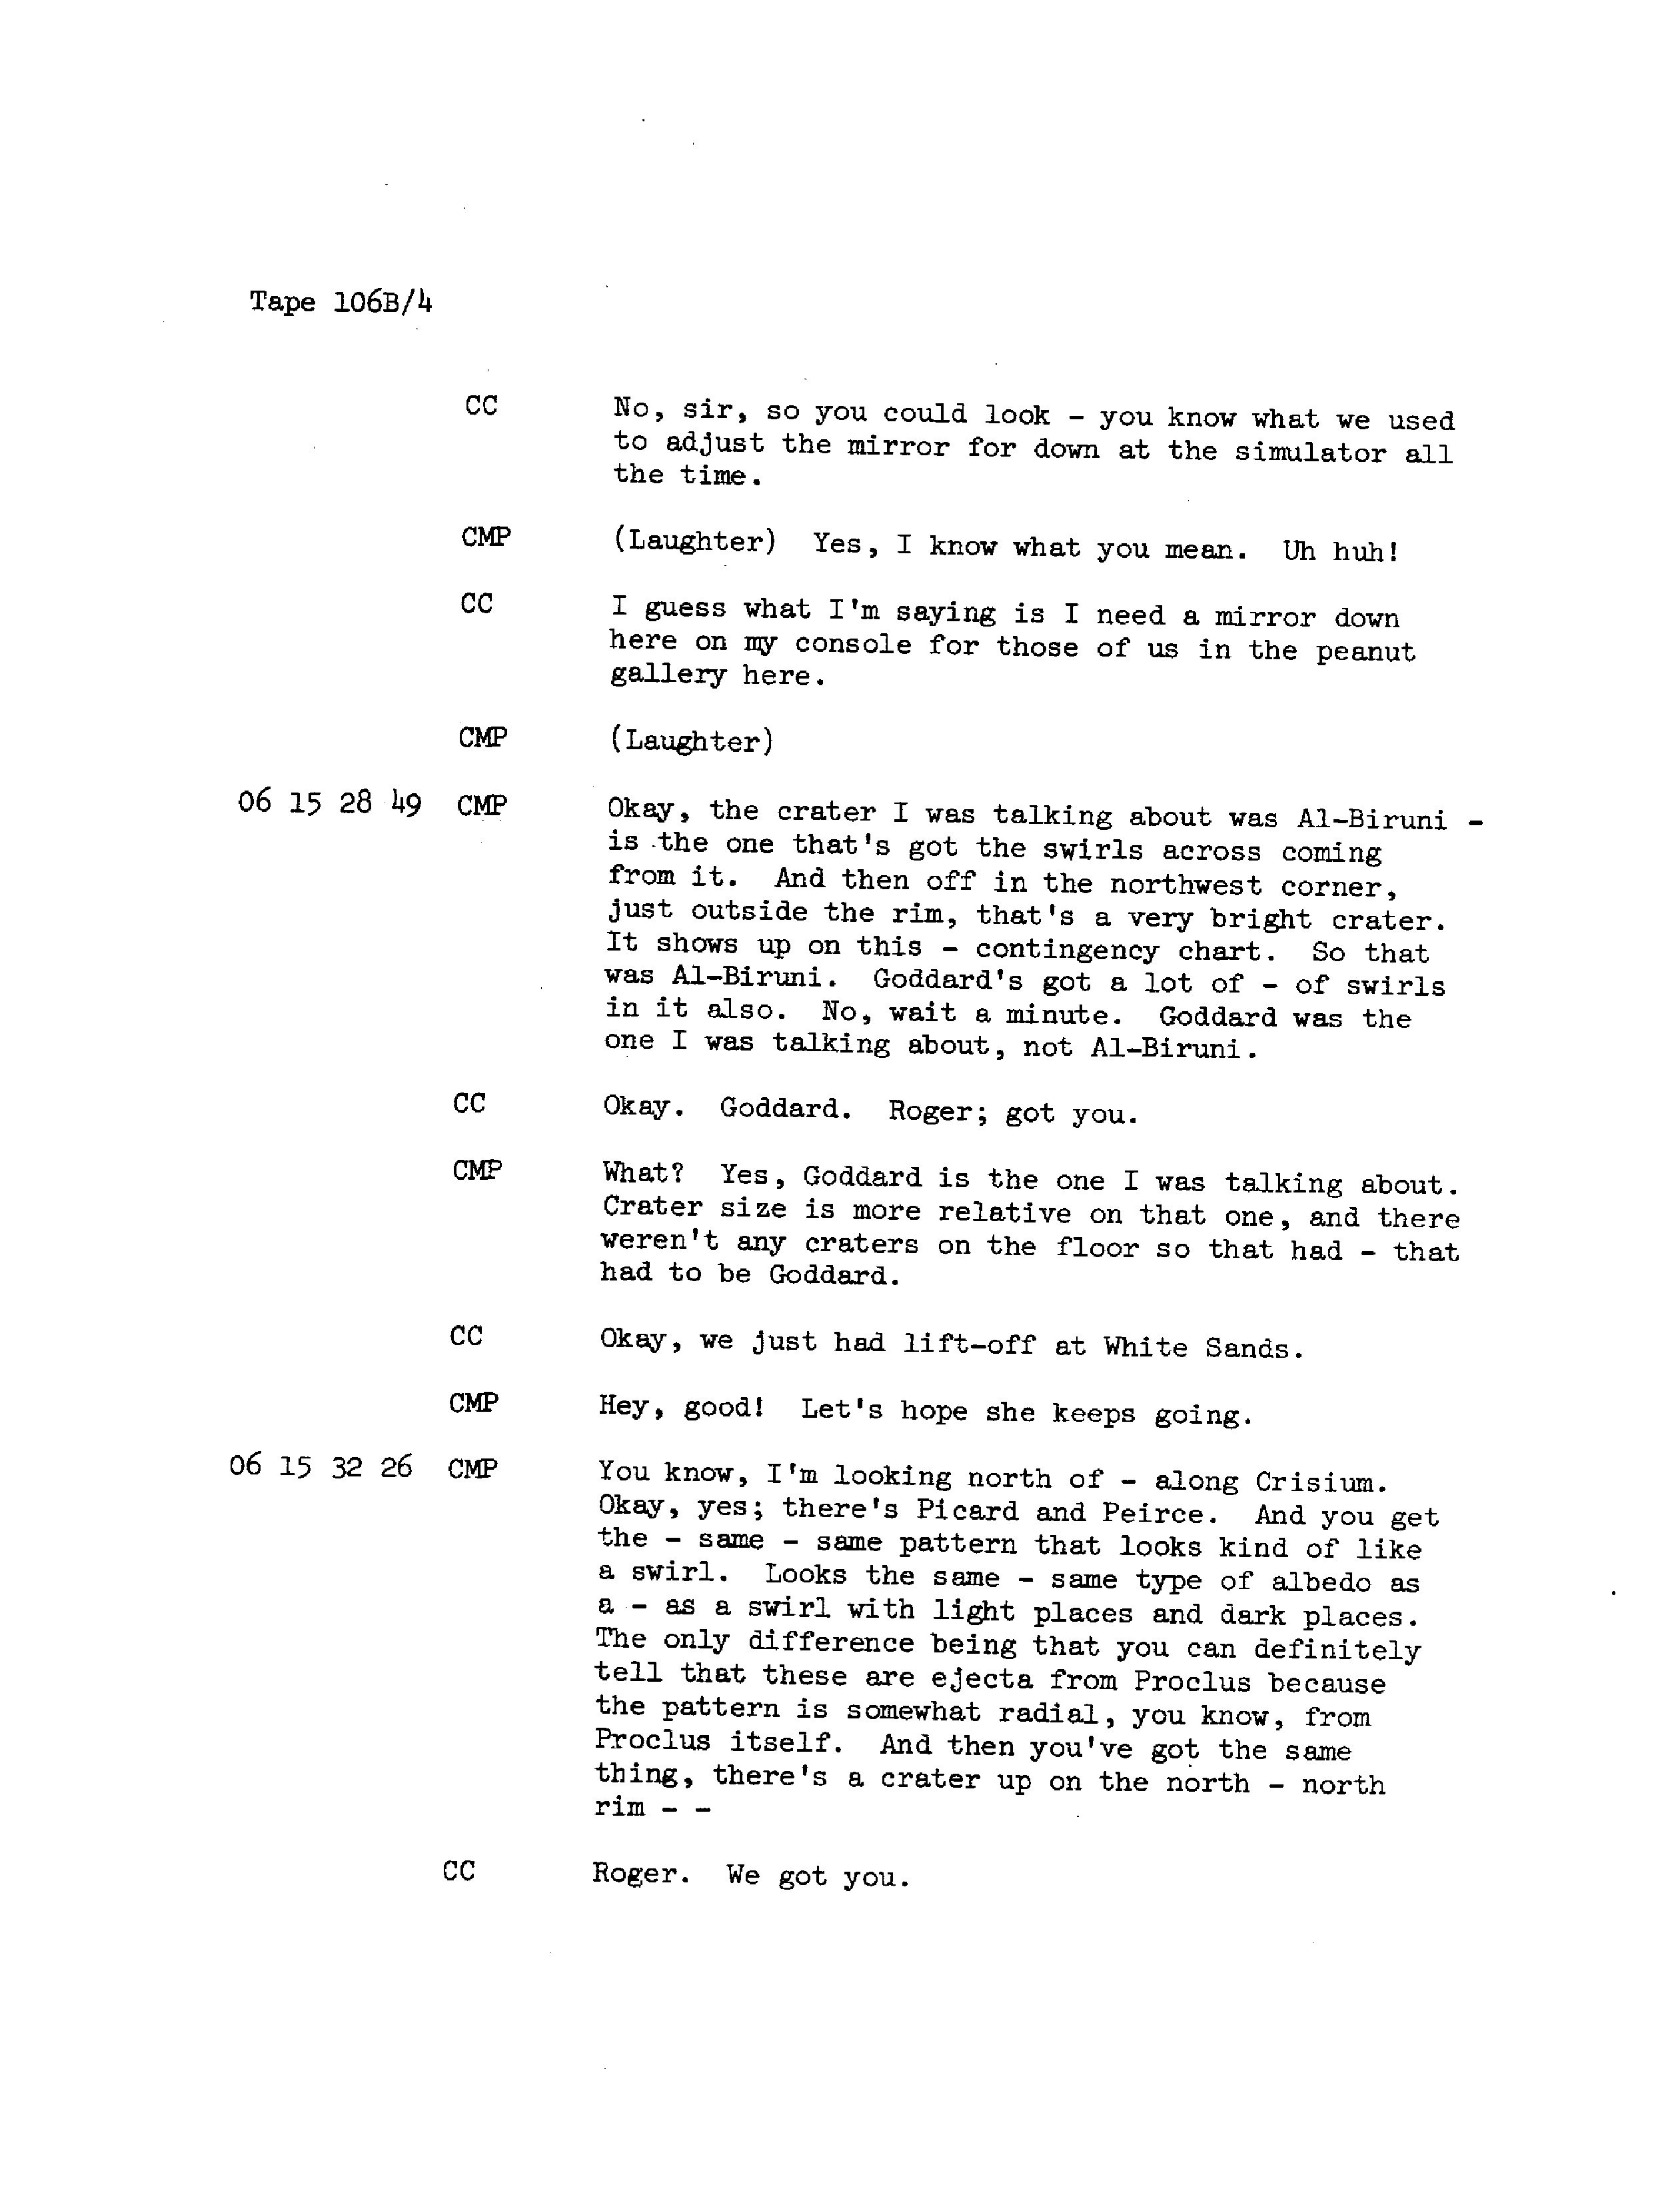 Tape 106B/4
CC No, sir, so you could look - you know what we used
to adjust the mirror for down at the simulator all
the time.
CMP (Laughter) Yes, I know what you mean. Uh huh!
CC I guess what I'm saying is I need a mirror down
here on my console for those of us in the peanut
gallery here.
CMP (Laughter)
06 15 28 49 CMP Okay, the crater I was talking about was Al-Biruni -
is the one that's got the swirls across coming
from it. And then off in the northwest corner,
just outside the rim, that's a very bright crater.
It shows up on this - contingency chart. So that
was Al-Biruni. Goddard's got a lot of - of swirls
in it also. No, wait a minute. Goddard was the
one I was talking about, not Al-Biruni.
CC Okay. Goddard. Roger; got you.
CMP What? Yes, Goddard is the one I was talking about.
Crater size is more relative on that one, and there
weren't any craters on the floor so that had - that
had to be Goddard.
CC Okay, we just had lift-off at White Sands.
CMP Hey, good! Let's hope she keeps going.
06 15 32 26 CMP You know, I'm looking north of - along Crisium.
Okay, yes; there's Picard and Peirce. And you get
the - same - same pattern that looks kind of like
a swirl. Looks the same - same type of albedo as
a - as a swirl with light places and dark places.
The only difference being that you can definitely
tell that these are ejecta from Proclus because
the pattern is somewhat radial, you know, from
Proclus itself. And then you've got the same
thing, there's a crater up on the north - north
rim - -
CC Roger. We got you.